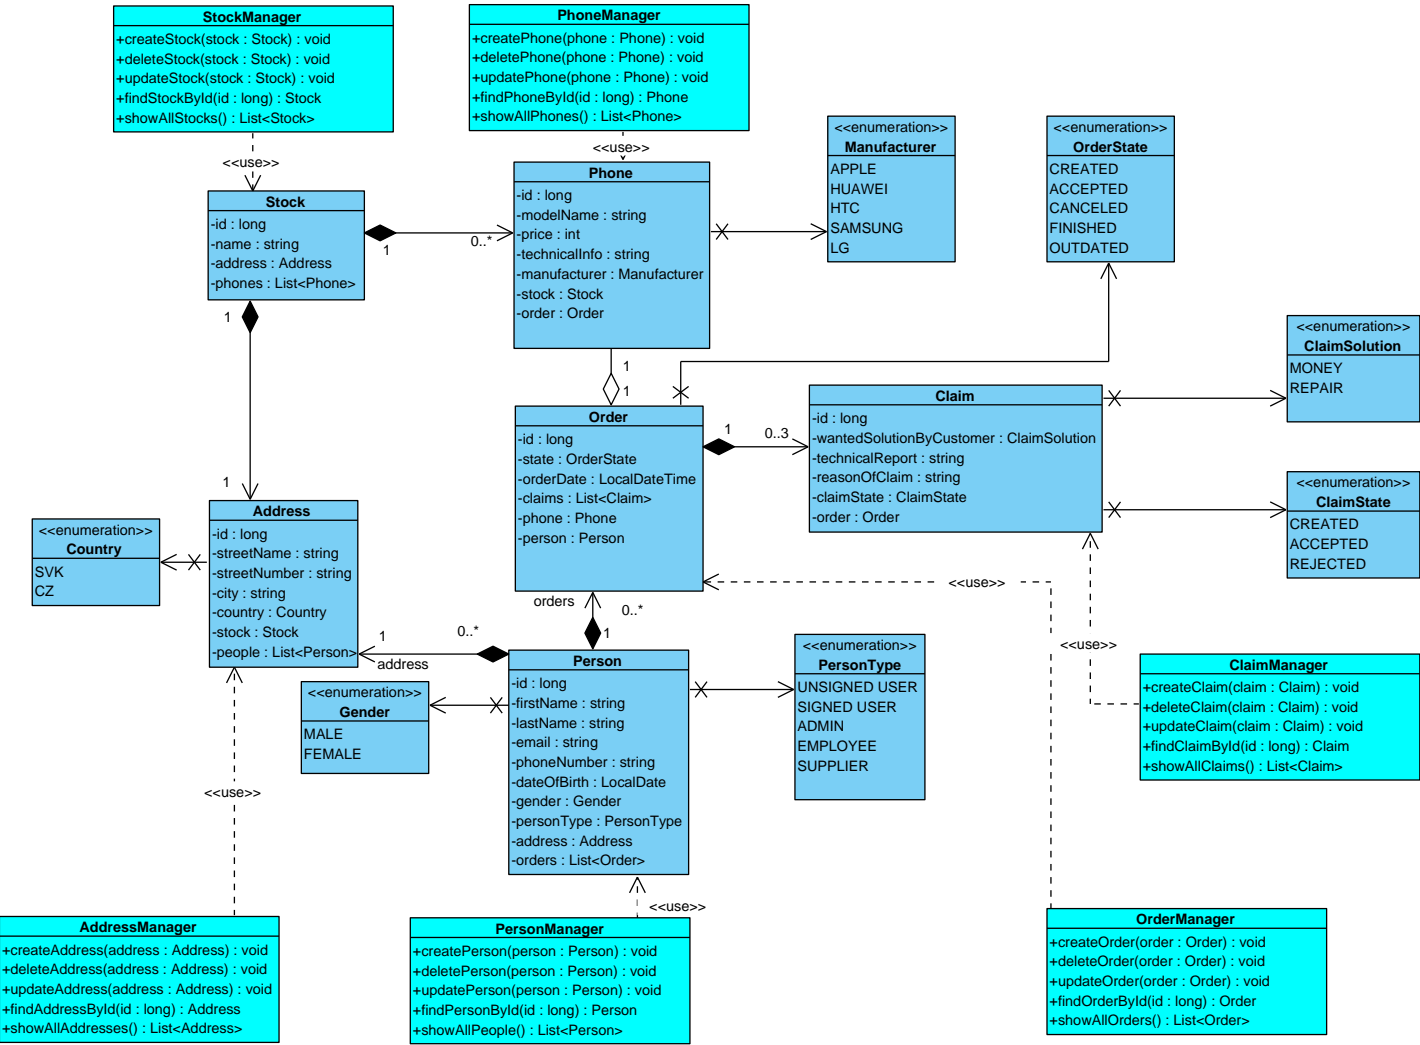 StockManager
+createStock(stock : Stock) : void
+deleteStock(stock : Stock) : void
+updateStock(stock : Stock) : void
+findStockById(id : long) : Stock
+showAllStocks() : List<Stock>
<<use>>
PhoneManager
+createPhone(phone : Phone) : void
+deletePhone(phone : Phone) : void
+updatePhone(phone : Phone) : void
+findPhoneById(id : long) : Phone
+showAllPhones() : List<Phone>
<<use>>
<<enumeration>>
Manufacturer
APPLE
HUAWEI
HTC
SAMSUNG
LG
<<enumeration>>
OrderState
CREATED
ACCEPTED
CANCELED
FINISHED
OUTDATED
Stock
-id : long
-name : string
-address : Address
-phones : List<Phone>
1
0..*
1
1
Phone
-id : long
-modelName : string
-price : int
-technicalInfo : string
-manufacturer : Manufacturer
-stock : Stock
-order : Order
1
1
<<enumeration>>
ClaimSolution
MONEY
REPAIR
Order
-id : long
-state : OrderState
-orderDate : LocalDateTime
-claims : List<Claim>
-phone : Phone
-person : Person
1
0..3
Claim
-id : long
-wantedSolutionByCustomer : ClaimSolution
-technicalReport : string
-reasonOfClaim : string
-claimState : ClaimState
-order : Order
<<enumeration>>
ClaimState
CREATED
ACCEPTED
REJECTED
<<enumeration>>
Country
SVK
CZ
Address
-id : long
-streetName : string
-streetNumber : string
-city : string
-country : Country
-stock : Stock
-people : List<Person>
1
address
0..*
orders
0..*
1
<<use>>
<<use>>
<<enumeration>>
Gender
MALE
FEMALE
Person
-id : long
-firstName : string
-lastName : string
-email : string
-phoneNumber : string
-dateOfBirth : LocalDate
-gender : Gender
-personType : PersonType
-address : Address
-orders : List<Order>
<<enumeration>>
PersonType
UNSIGNED USER
SIGNED USER
ADMIN
EMPLOYEE
SUPPLIER
ClaimManager
+createClaim(claim : Claim) : void
+deleteClaim(claim : Claim) : void
+updateClaim(claim : Claim) : void
+findClaimById(id : long) : Claim
+showAllClaims() : List<Claim>
<<use>>
<<use>>
AddressManager
+createAddress(address : Address) : void
+deleteAddress(address : Address) : void
+updateAddress(address : Address) : void
+findAddressById(id : long) : Address
+showAllAddresses() : List<Address>
PersonManager
+createPerson(person : Person) : void
+deletePerson(person : Person) : void
+updatePerson(person : Person) : void
+findPersonById(id : long) : Person
+showAllPeople() : List<Person>
OrderManager
+createOrder(order : Order) : void
+deleteOrder(order : Order) : void
+updateOrder(order : Order) : void
+findOrderById(id : long) : Order
+showAllOrders() : List<Order>